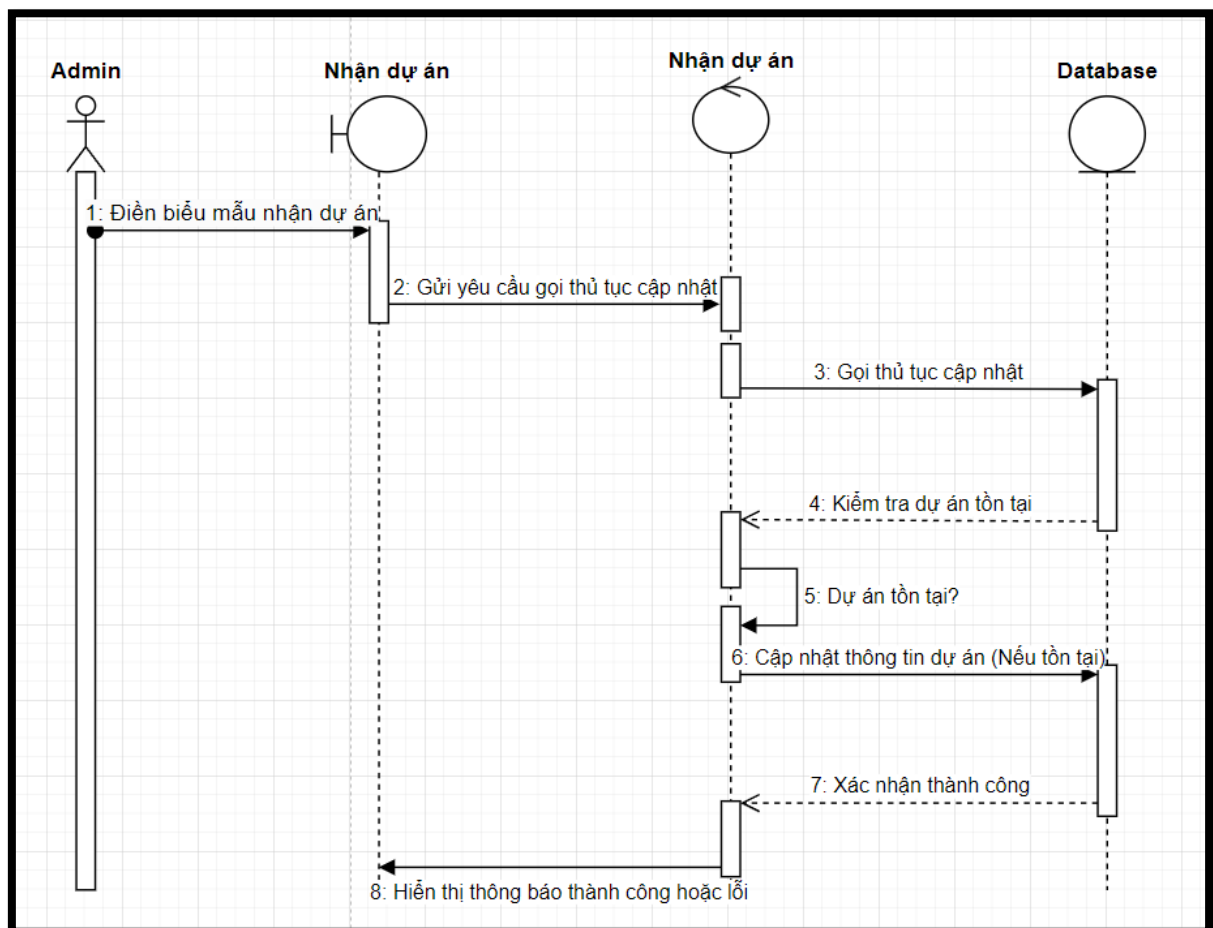 Admin
Nhận dự án
Nhận dự án
Database
1: Điền biểu mẫu nhận dự án
2: Gửi yêu cầu gọi thủ tục cập nhật
3: Gọi thủ tục cập nhật
4: Kiểm tra dự án tồn tại
5: Dự án tồn tại?
6: Cập nhật thông tin dự án (Nếu tồn tại)
7: Xác nhận thành công
8: Hiển thị thông báo thành công hoặc lỗi